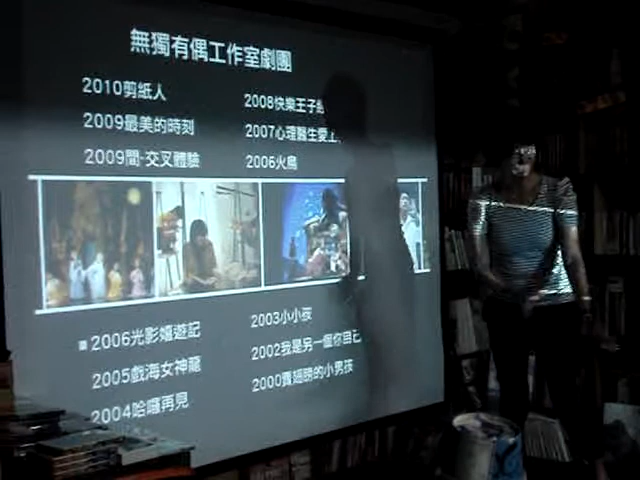 無獨有偶工作室劇團
2010剪紙人
2009最美的時刻
2009間-交叉體驗
2008快樂王子
2007心理醫生愛上
2006火鳥
2006光影嬉遊記
2005戲海女神龍
2004哈囉再見
2003小小孩
2002我是另一個你自己
2000賣翅膀的小男孩